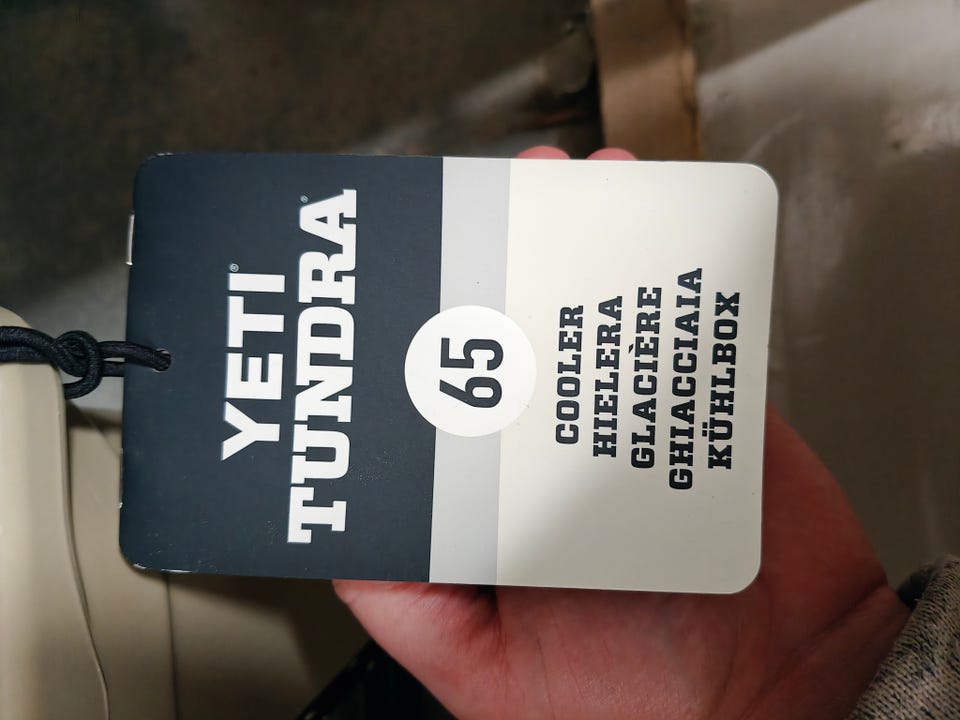 YETI®
TUNDRA®
65
COOLER
HIELERA
GLACIÈRE
GHIACCIAIA
KÜHLBOX